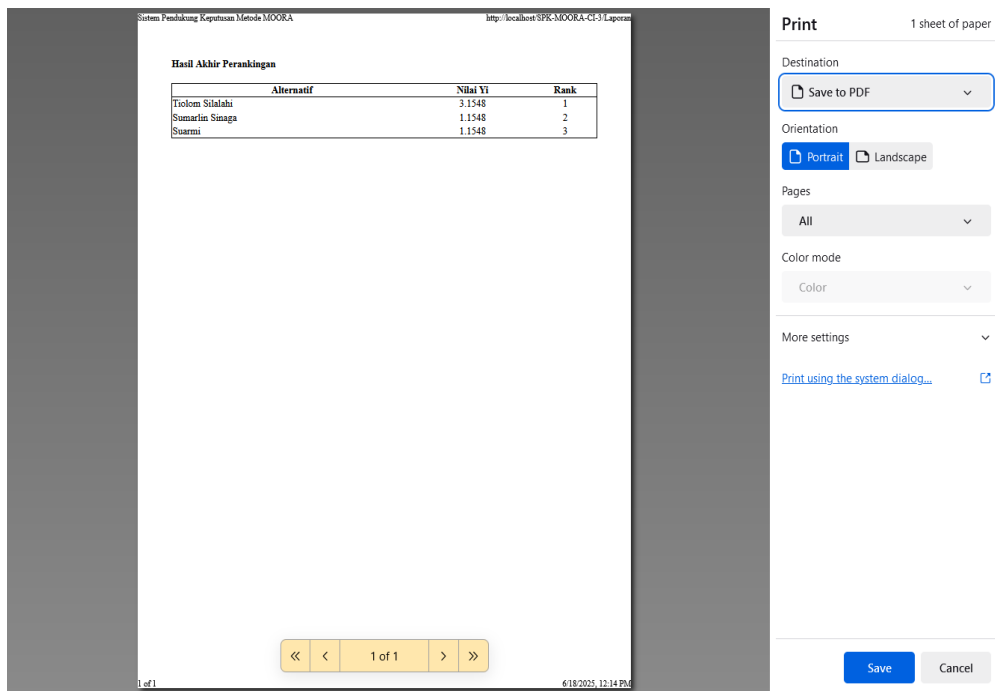 Sistem Pendukung Keputusan Metode MOORA http://localhost/SPK-MOORA-CI-3/Laporan
Hasil Akhir Perankingan
Alternatif Nilai Yi Rank
Tiolom Silalahi 3.1548 1
Sumarlin Sinaga 1.1548 2
Suarmi 1.1548 3
1 of 1
1 of 1 6/18/2025, 12:14 PM
Print 1 sheet of paper
Destination
Save to PDF
Orientation
Portrait Landscape
Pages
All
Color mode
Color
More settings
Print using the system dialog...
Save Cancel